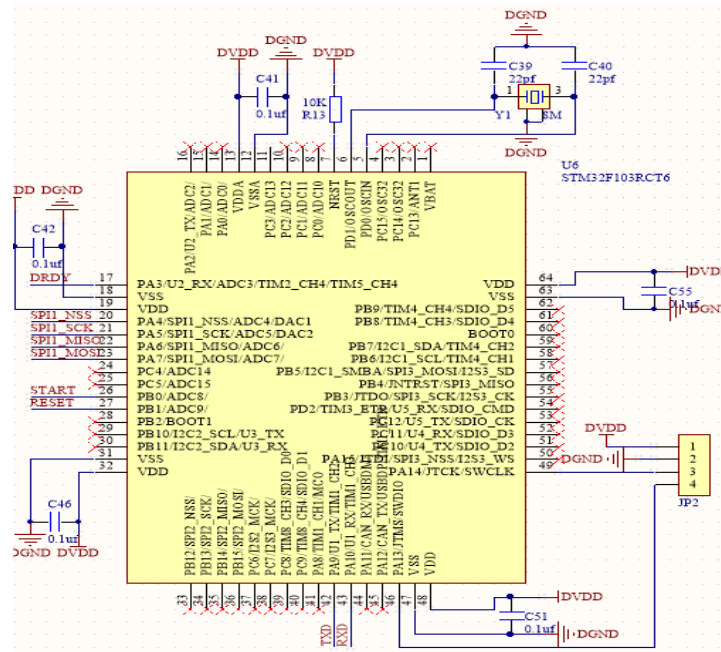 DGND
DVDD
DGND
DVDD
C39
22pf
C40
22pf
C41
0.1uf
10K
R13
1
3
Y1
8M
DGND
U6
STM32F103RCT6
16
15
14
13
12
11
10
9
8
7
6
5
4
3
2
1
PA2/U2_TX/ADC2/
PA1/ADC1/
PA0/ADC0/
VDDA
VSSA
PC3/ADC13
PC2/ADC12
PC1/ADC11
PC0/ADC10
NRST
PD1/OSCOUT
PD0/OSCIN
PC15/OSC32
PC14/OSC32
PC13/ANT1
VBAT
DD
DGND
C42
0.1uf
DRDY
17
PA3/U2_RX/ADC3/TIM2_CH4/TIM5_CH4
18
VSS
19
VDD
SPI1_NSS
20
PA4/SPI1_NSS/ADC4/DAC1
SPI1_SCK
21
PA5/SPI1_SCK/ADC5/DAC2
SPI1_MISO
22
PA6/SPI1_MISO/ADC6/
SPI1_MOSI
23
PA7/SPI1_MOSI/ADC7/
24
PC4/ADC14
25
PC5/ADC15
START
26
PB0/ADC8/
RESET
27
PB1/ADC9/
28
PB2/BOOT1
29
PB10/I2C2_SCL/U3_TX
30
PB11/I2C2_SDA/U3_RX
31
VSS
32
VDD
C46
0.1uf
DGND
DVDD
VDD
64
VSS
63
PB9/TIM4_CH4/SDIO_D5
62
PB8/TIM4_CH3/SDIO_D4
61
BOOT0
60
PB7/I2C1_SDA/TIM4_CH2
59
PB6/I2C1_SCL/TIM4_CH1
58
PB5/I2C1_SMBA/SPI3_MOSI/I2S3_SD
57
PB4/JNTRST/SPI3_MISO
56
PB3/JTDO/SPI3_SCK/I2S3_CK
55
PD2/TIM3_ETR/U5_RX/SDIO_CMD
54
PC12/U5_TX/SDIO_CK
53
PC11/U4_RX/SDIO_D3
52
PC10/U4_TX/SDIO_D2
51
PA15/JTDI/SPI3_NSS/I2S3_WS
50
PA14/JTCK/SWCLK
49
DVD
C55
0.1uf
DGND
DVDD
DGND
1
2
3
4
JP2
PB12/SPI2_NSS/
PB13/SPI2_SCK/
PB14/SPI2_MISO/
PB15/SPI2_MOSI/
PC6/I2S2_MCK/
PC7/I2S3_MCK/
PC8/TIM8_CH3/SDIO_D0
PC9/TIM8_CH4/SDIO_D1
PA8/TIM1_CH1/MCO
PA9/U1_TX/TIM1_CH2
PA10/U1_RX/TIM1_CH3
PA13/JTMS/SWDIO
VSS
VDD
33
34
35
36
37
38
39
40
41
42
43
44
45
46
47
48
TXD
RXD
DVDD
C51
0.1uf
DGND